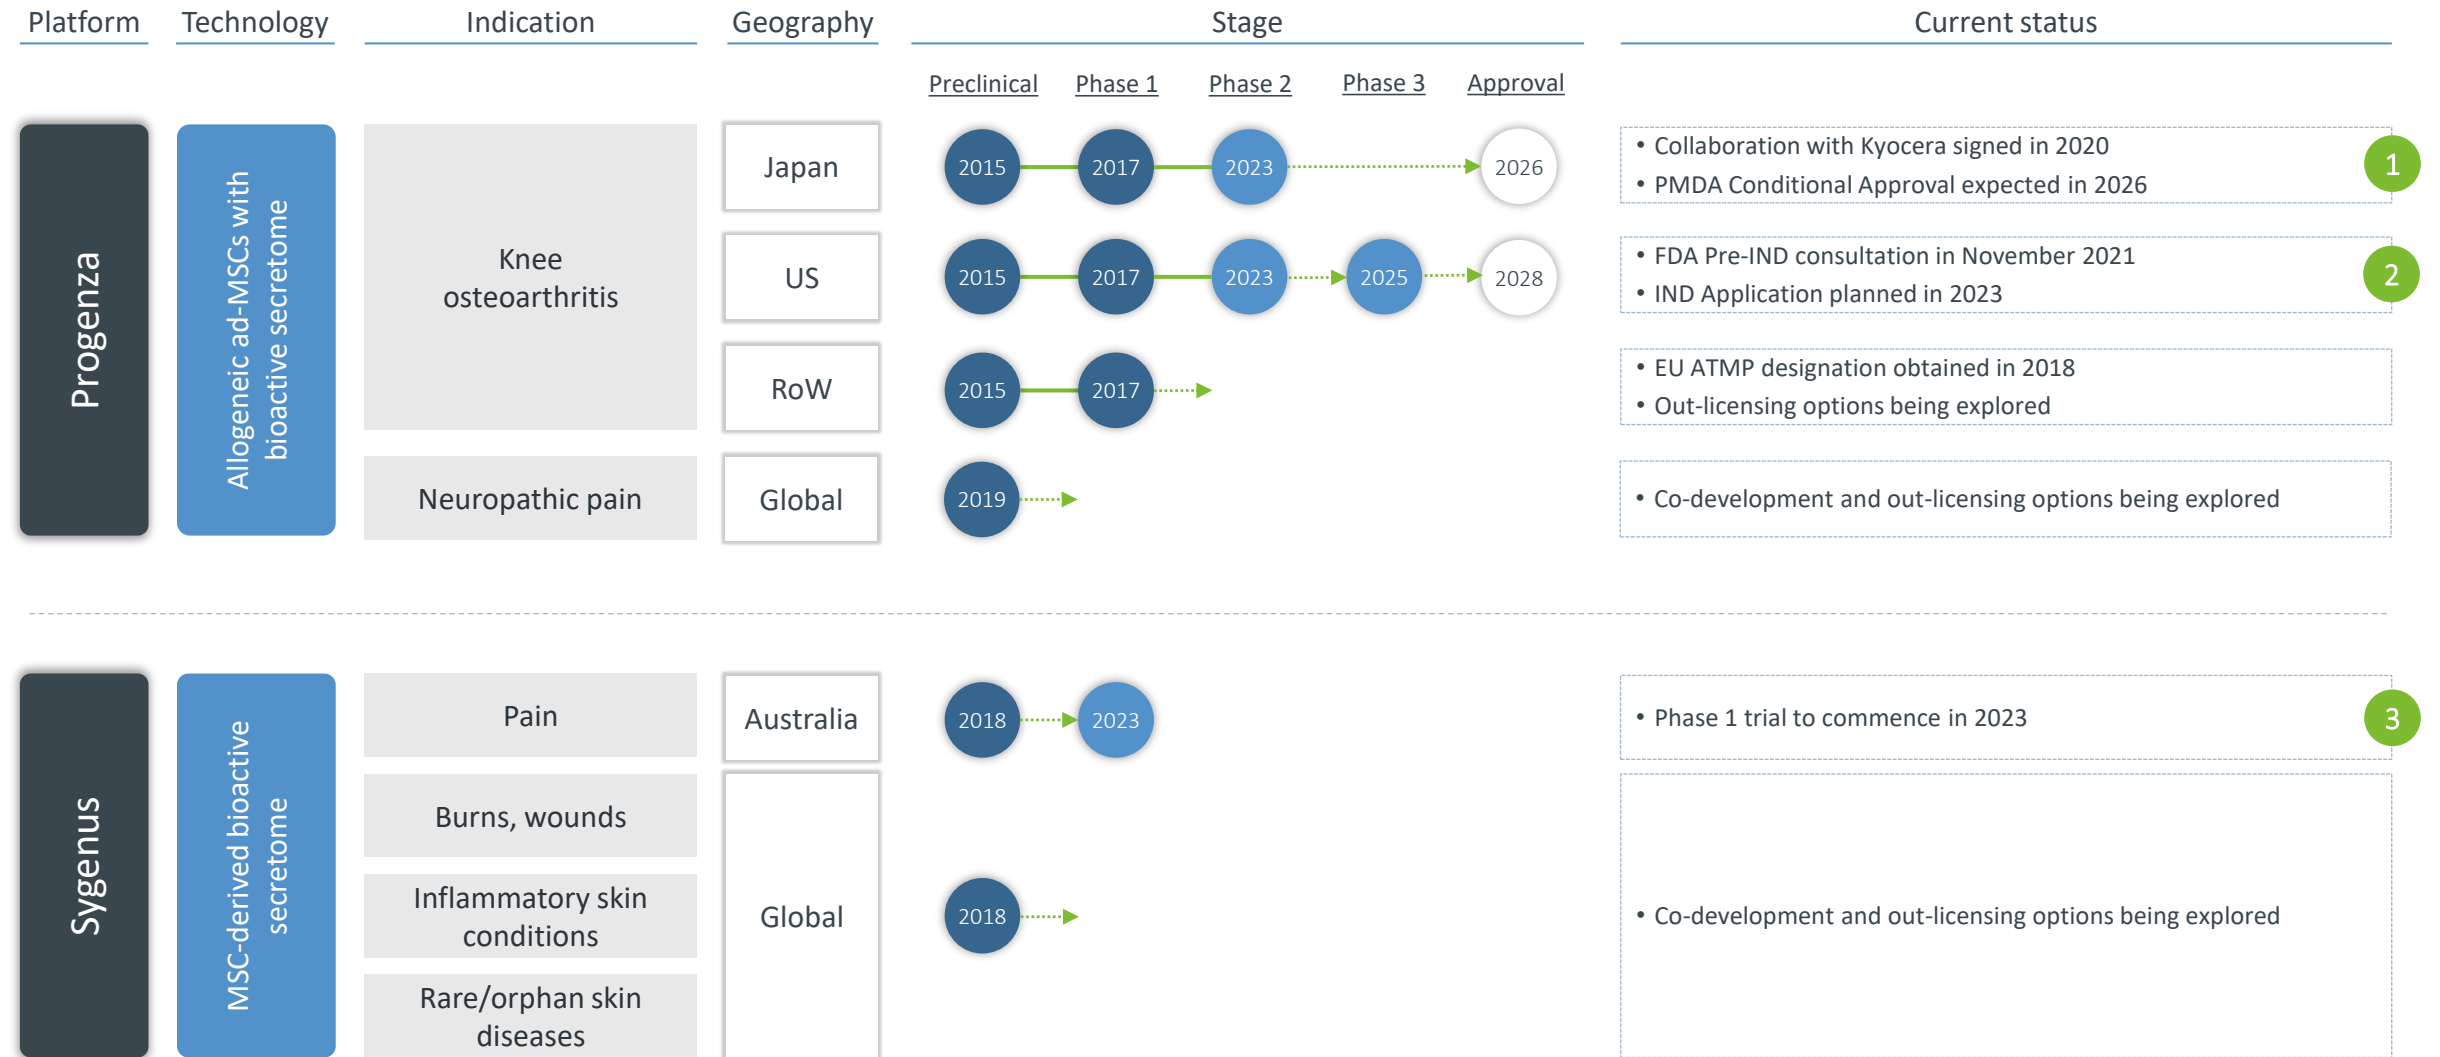 Platform
Technology
Indication
Geography
Stage
Current status
Preclinical
Phase 1
Phase 2
Phase 3
Approval
Progenza
Allogeneic ad-MSCs with
bioactive secretome
Knee
osteoarthritis
Japan
2015
2017
2023
2026
• Collaboration with Kyocera signed in 2020
• PMDA Conditional Approval expected in 2026
1
US
2015
2017
2023
2025
2028
• FDA Pre-IND consultation in November 2021
• IND Application planned in 2023
2
RoW
2015
2017
• EU ATMP designation obtained in 2018
• Out-licensing options being explored
Neuropathic pain
Global
2019
• Co-development and out-licensing options being explored
Sygenus
MSC-derived bioactive
secretome
Pain
Australia
2018
2023
• Phase 1 trial to commence in 2023
3
Burns, wounds
Inflammatory skin
conditions
Rare/orphan skin
diseases
Global
2018
• Co-development and out-licensing options being explored